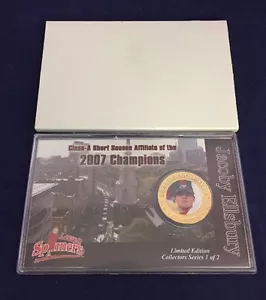 Class-A Short Season Affiliate of the
2007 Champions
Jacoby Ellsbury
Spinners
Limited Edition
Collectors Series 1 of 2